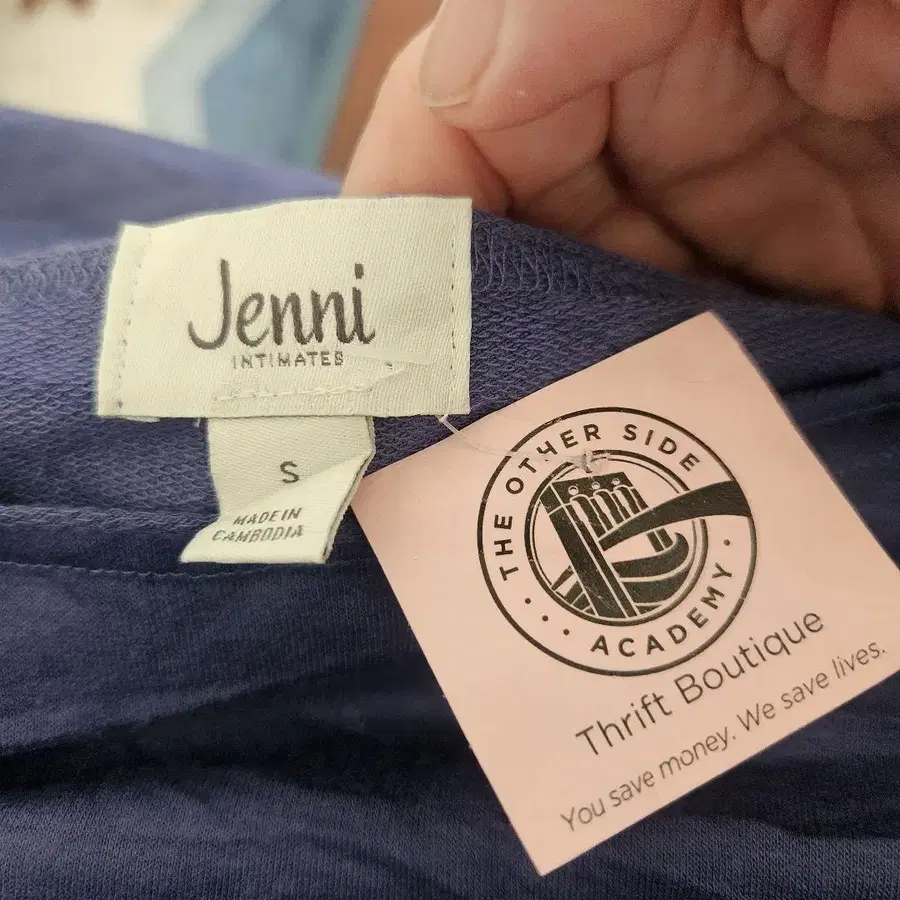 Jenni
INTIMATES
S
MADE IN
CAMBODIA
THE OTHER SIDE
ACADEMY
Thrift Boutique
You save money. We save lives.